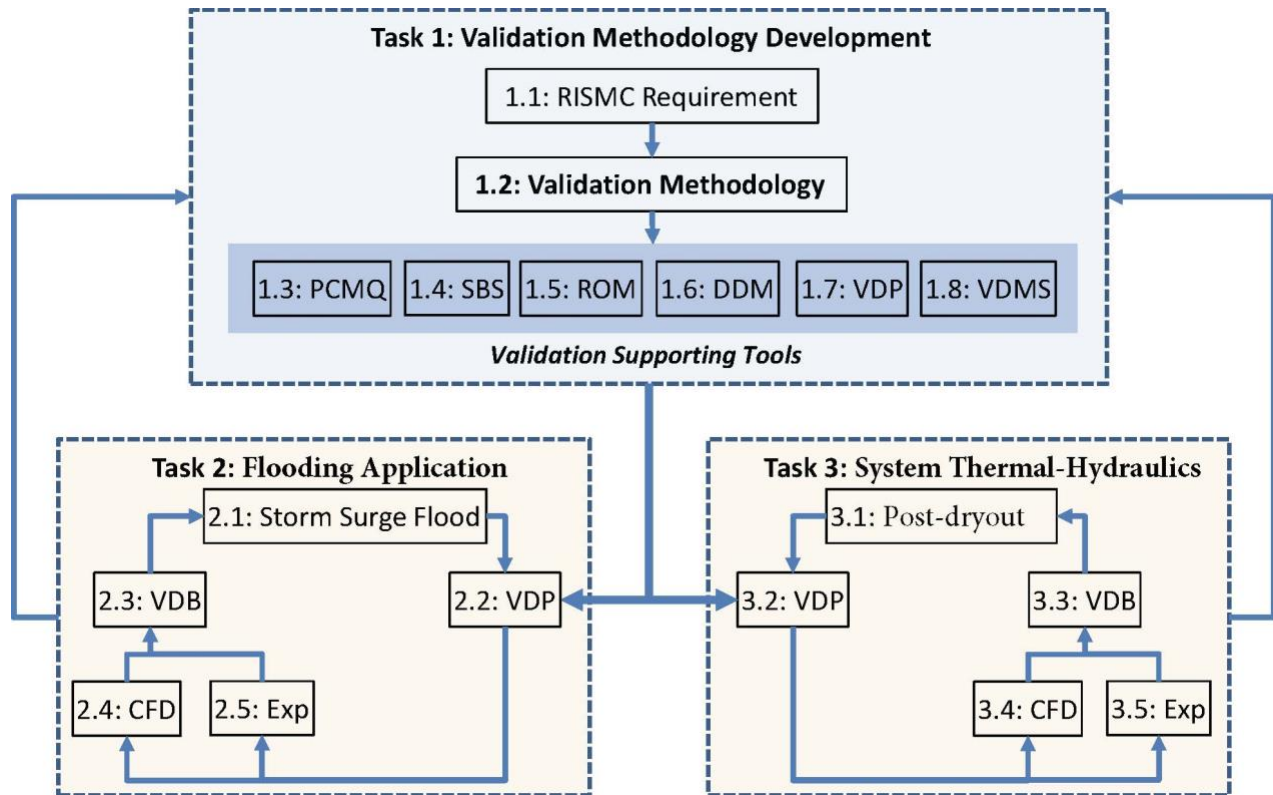 Task 1: Validation Methodology Development
1.1: RISMC Requirement
1.2: Validation Methodology
1.3: PCMQ
1.4: SBS
1.5: ROM
1.6: DDM
1.7: VDP
1.8: VDMS
Validation Supporting Tools
Task 2: Flooding Application
2.1: Storm Surge Flood
2.3: VDB
2.2: VDP
2.4: CFD
2.5: Exp
Task 3: System Thermal-Hydraulics
3.1: Post-dryout
3.2: VDP
3.3: VDB
3.4: CFD
3.5: Exp